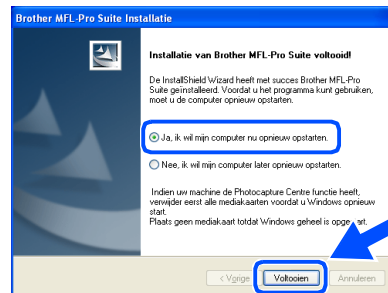 Brother MFL-Pro Suite Installatie
Installatie van Brother MFL-Pro Suite voltooid!
De InstallShield Wizard heeft met succes Brother MFL-Pro
Suite geïnstalleerd. Voordat u het programma kunt gebruiken,
moet u de computer opnieuw opstarten.
Ja, ik wil mijn computer nu opnieuw opstarten.
Nee, ik wil mijn computer later opnieuw opstarten.
Indien uw machine de Photocapture Centre functie heeft,
verwijder eerst alle mediakaarten voordat u Windows opnieuw
start.
Plaats geen mediakaart totdat Windows geheel is
< Vorige
Voltooien
Annuleren